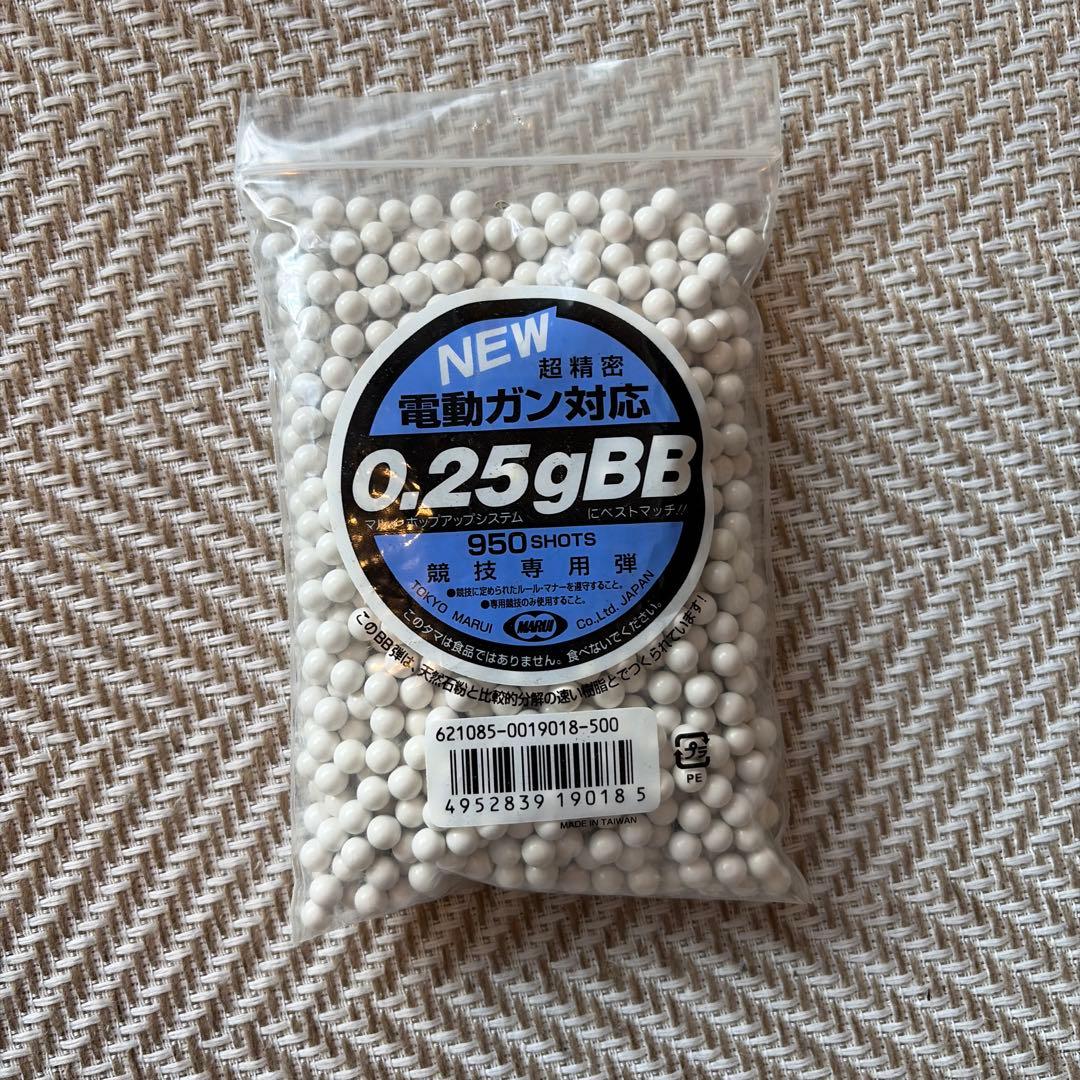 NEW
超精密
電動ガン対応
0.25gBB
マルイホップアップシステム にベストマッチ!!
950 SHOTS
競技専用弾
●競技に定められたルール・マナーを遵守すること。
●専用競技のみ使用すること。
TOKYO MARUI MARUI Co.,Ltd. JAPAN
このタマは食品ではありません。食べないでください。
このBB弾は、天然石粉と比較的分解の速い樹脂とでつくられています!
621085-0019018-500
4952839 190185
プラ
PE
MADE IN TAIWAN